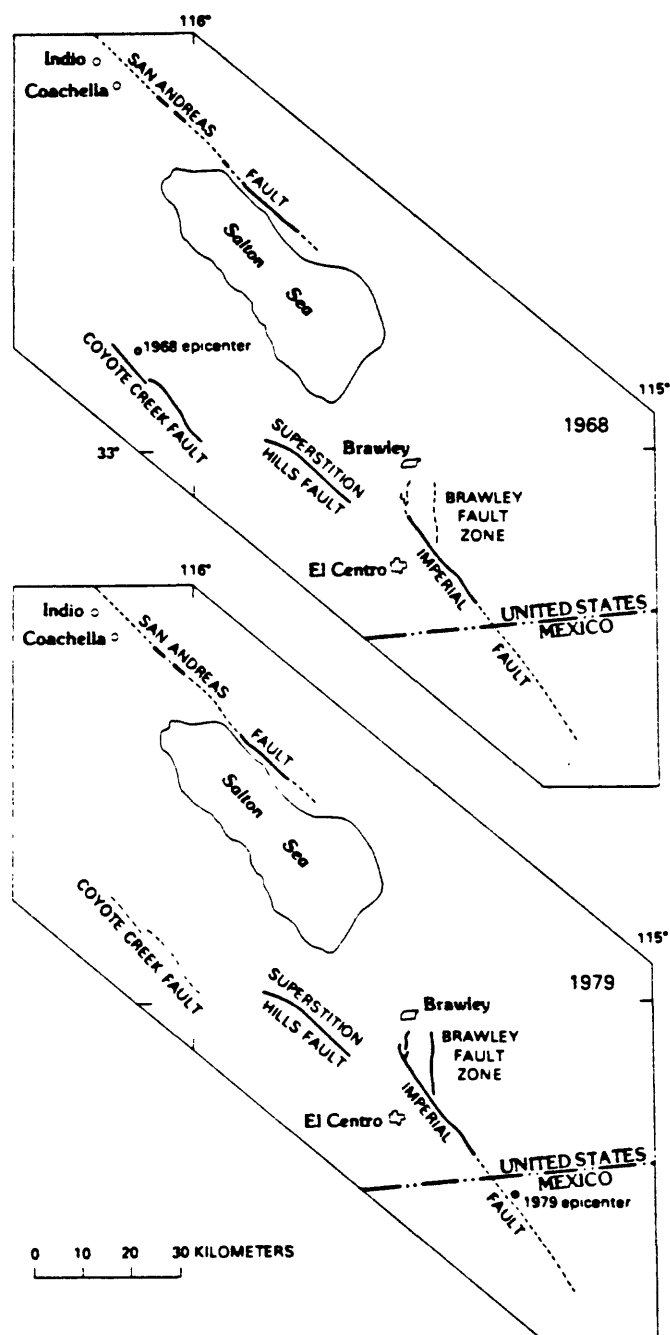 116°
Indio
Coachella
SAN ANDREAS
FAULT
Salton
Sea
1968 epicenter
COYOTE CREEK FAULT
115°
1968
33°
SUPERSTITION
HILLS FAULT
Brawley
BRAWLEY
FAULT
ZONE
El Centro
IMPERIAL
FAULT
UNITED STATES
MEXICO
116°
Indio
Coachella
SAN ANDREAS
FAULT
Salton
Sea
COYOTE CREEK FAULT
115°
1979
SUPERSTITION
HILLS FAULT
Brawley
BRAWLEY
FAULT
ZONE
El Centro
IMPERIAL
FAULT
UNITED STATES
MEXICO
1979 epicenter
0 10 20 30 KILOMETERS